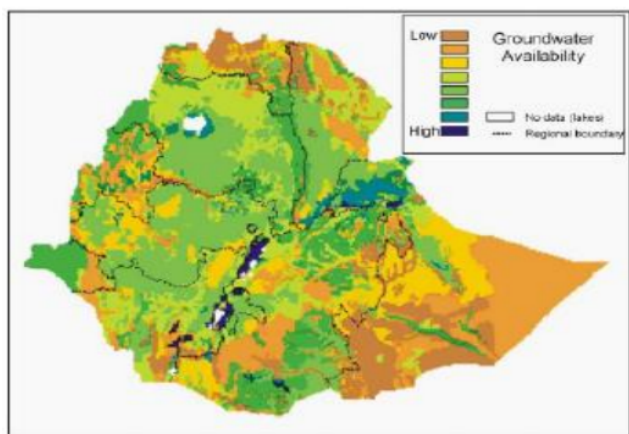 Low
Groundwater
Availability
No data (lakes)
High
Regional boundary